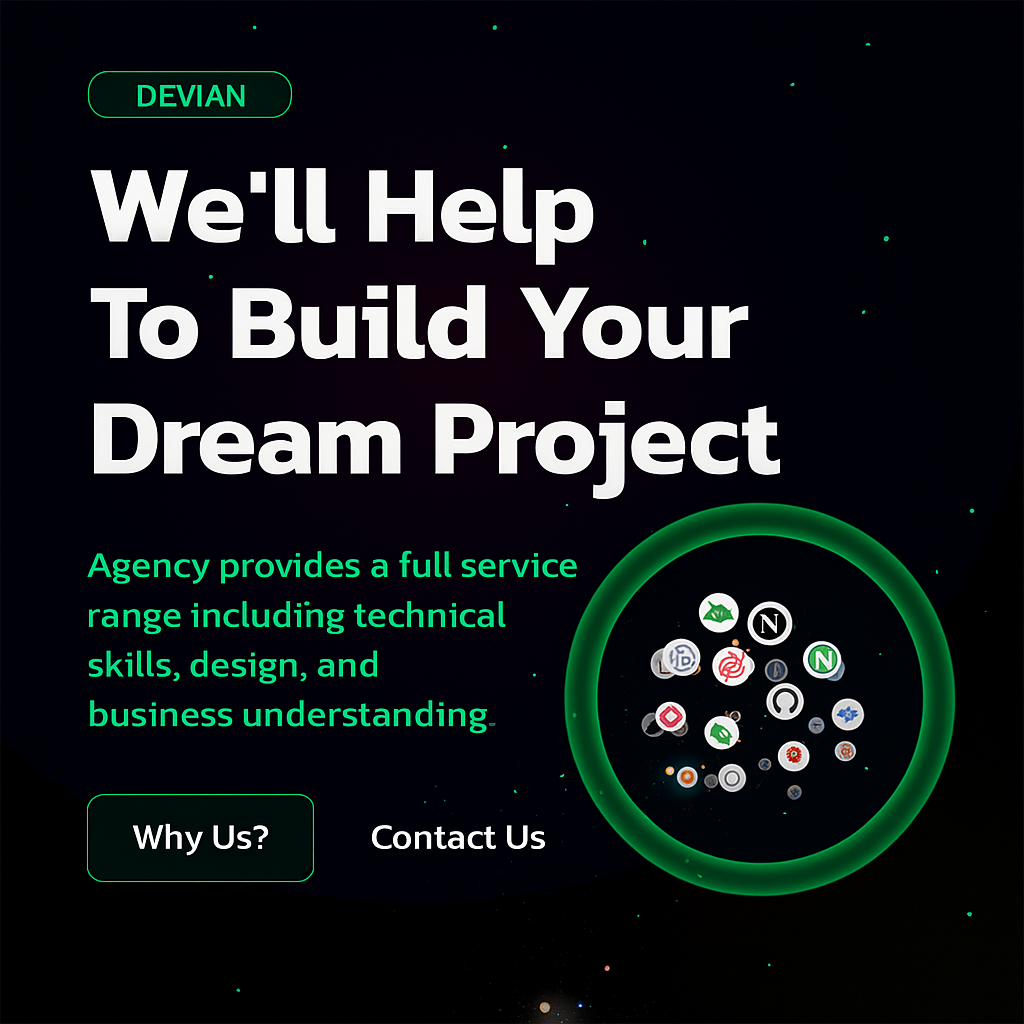 DEVIAN
We'll Help
To Build Your
Dream Project
Agency provides a full service
range including technical
skills, design, and
business understanding.
Why Us?
Contact Us
N
N